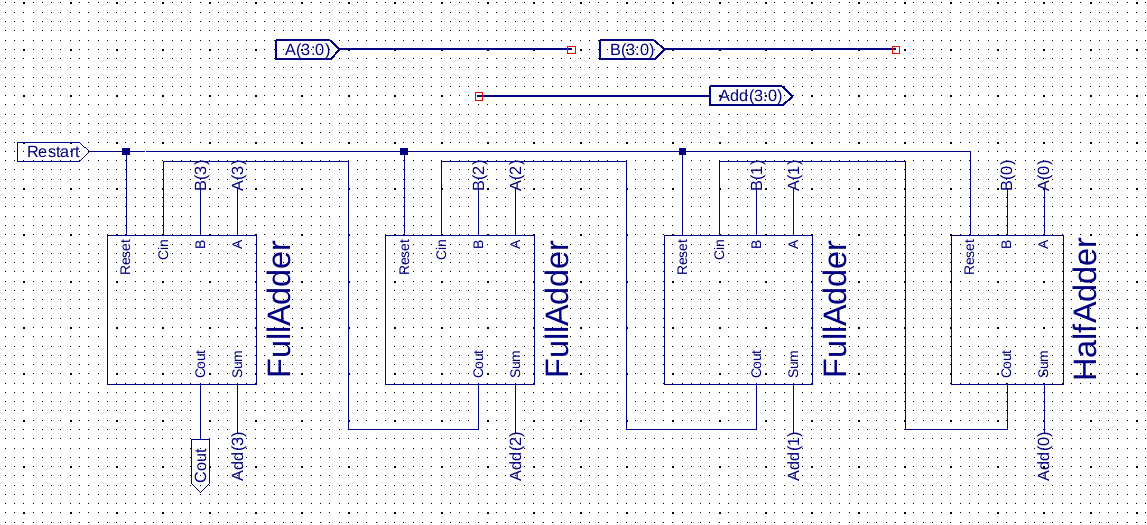 A(3:0)
B(3:0)
Add(3:0)
Restart
B(3)
A(3)
B(2)
A(2)
B(1)
A(1)
B(0)
A(0)
Reset
Cin
B
A
FullAdder
Reset
Cin
B
A
FullAdder
Reset
Cin
B
A
FullAdder
Reset
B
A
HalfAdder
Cout
Sum
Cout
Sum
Cout
Sum
Cout
Sum
Cout
Add(3)
Add(2)
Add(1)
Add(0)